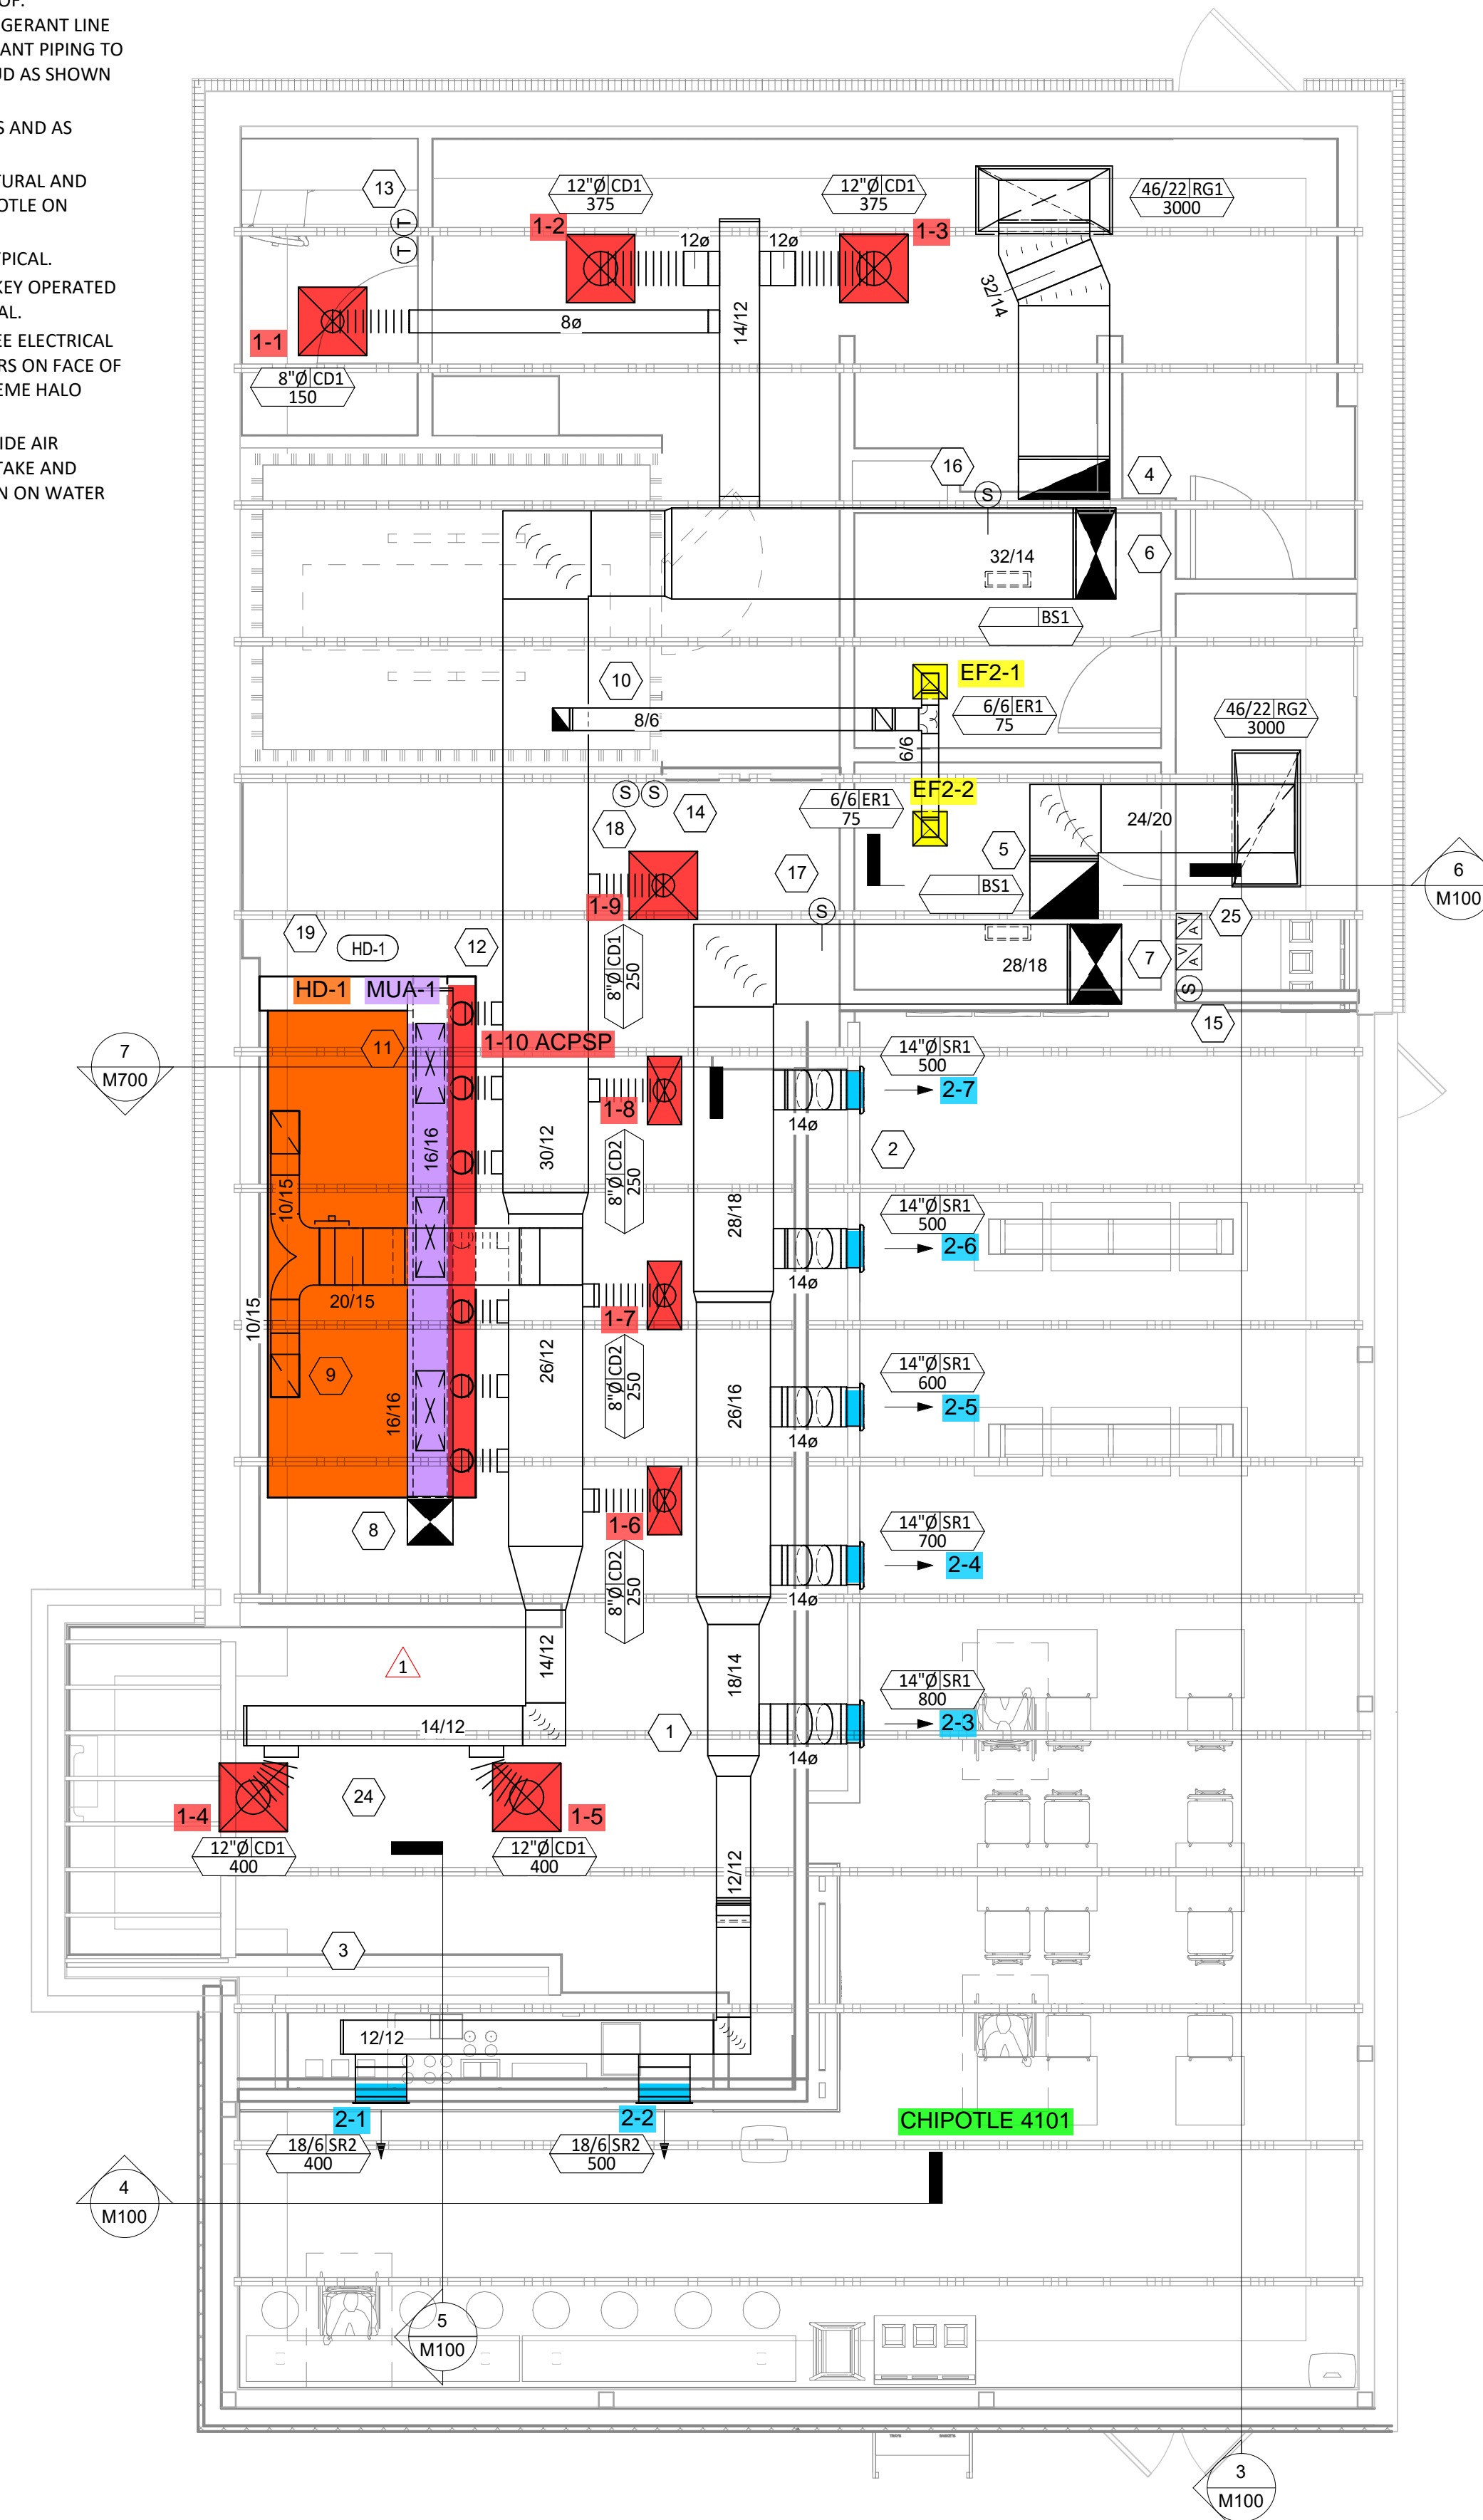 OF.
GERANT LINE
ANT PIPING TO
UD AS SHOWN
S AND AS
TURAL AND
OTLE ON
YPICAL.
KEY OPERATED
AL.
EE ELECTRICAL
RS ON FACE OF
EME HALO
IDE AIR
TAKE AND
N ON WATER
13
T
T
12"Ø CD1
375
12"Ø CD1
375
46/22 RG1
3000
1-2
1-3
12ø
12ø
32/14
1-1
8ø
14/12
8"Ø CD1
150
16
S
4
32/14
6
BS1
10
EF2-1
8/6
6/6 ER1
75
46/22 RG2
3000
6/6
S
S
18
14
EF2-2
6/6 ER1
75
24/20
5
17
BS1
6
M100
1-9
S
25
19
HD-1
12
8"Ø CD1
250
28/18
V
A
V
A
S
7
15
HD-1
MUA-1
11
1-10 ACPSP
7
M700
14"Ø SR1
500
2-7
14ø
1-8
2
16/16
30/12
8"Ø CD2
250
28/18
10/15
14"Ø SR1
500
2-6
14ø
20/15
10/15
1-7
26/12
8"Ø CD2
250
9
16/16
26/16
14"Ø SR1
600
2-5
14ø
8
1-6
8"Ø CD2
250
14"Ø SR1
700
2-4
14ø
1
14/12
18/14
14"Ø SR1
800
2-3
14ø
14/12
1
1-4
24
1-5
12"Ø CD1
400
12"Ø CD1
400
12/12
3
12/12
2-1
2-2
CHIPOTLE 4101
18/6 SR2
400
18/6 SR2
500
4
M100
5
M100
3
M100